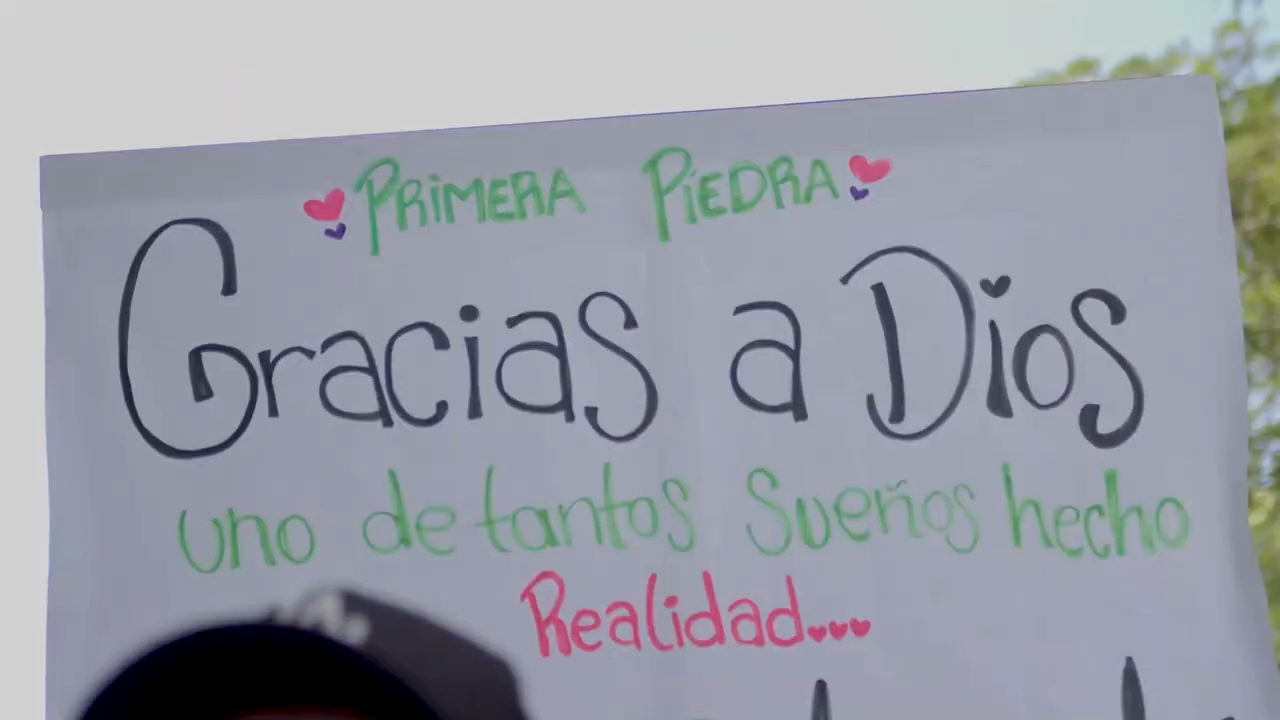 PRiMERA PiEDRA
Gracias a Dios
uno de tantos Sueños hecho
Realidad...